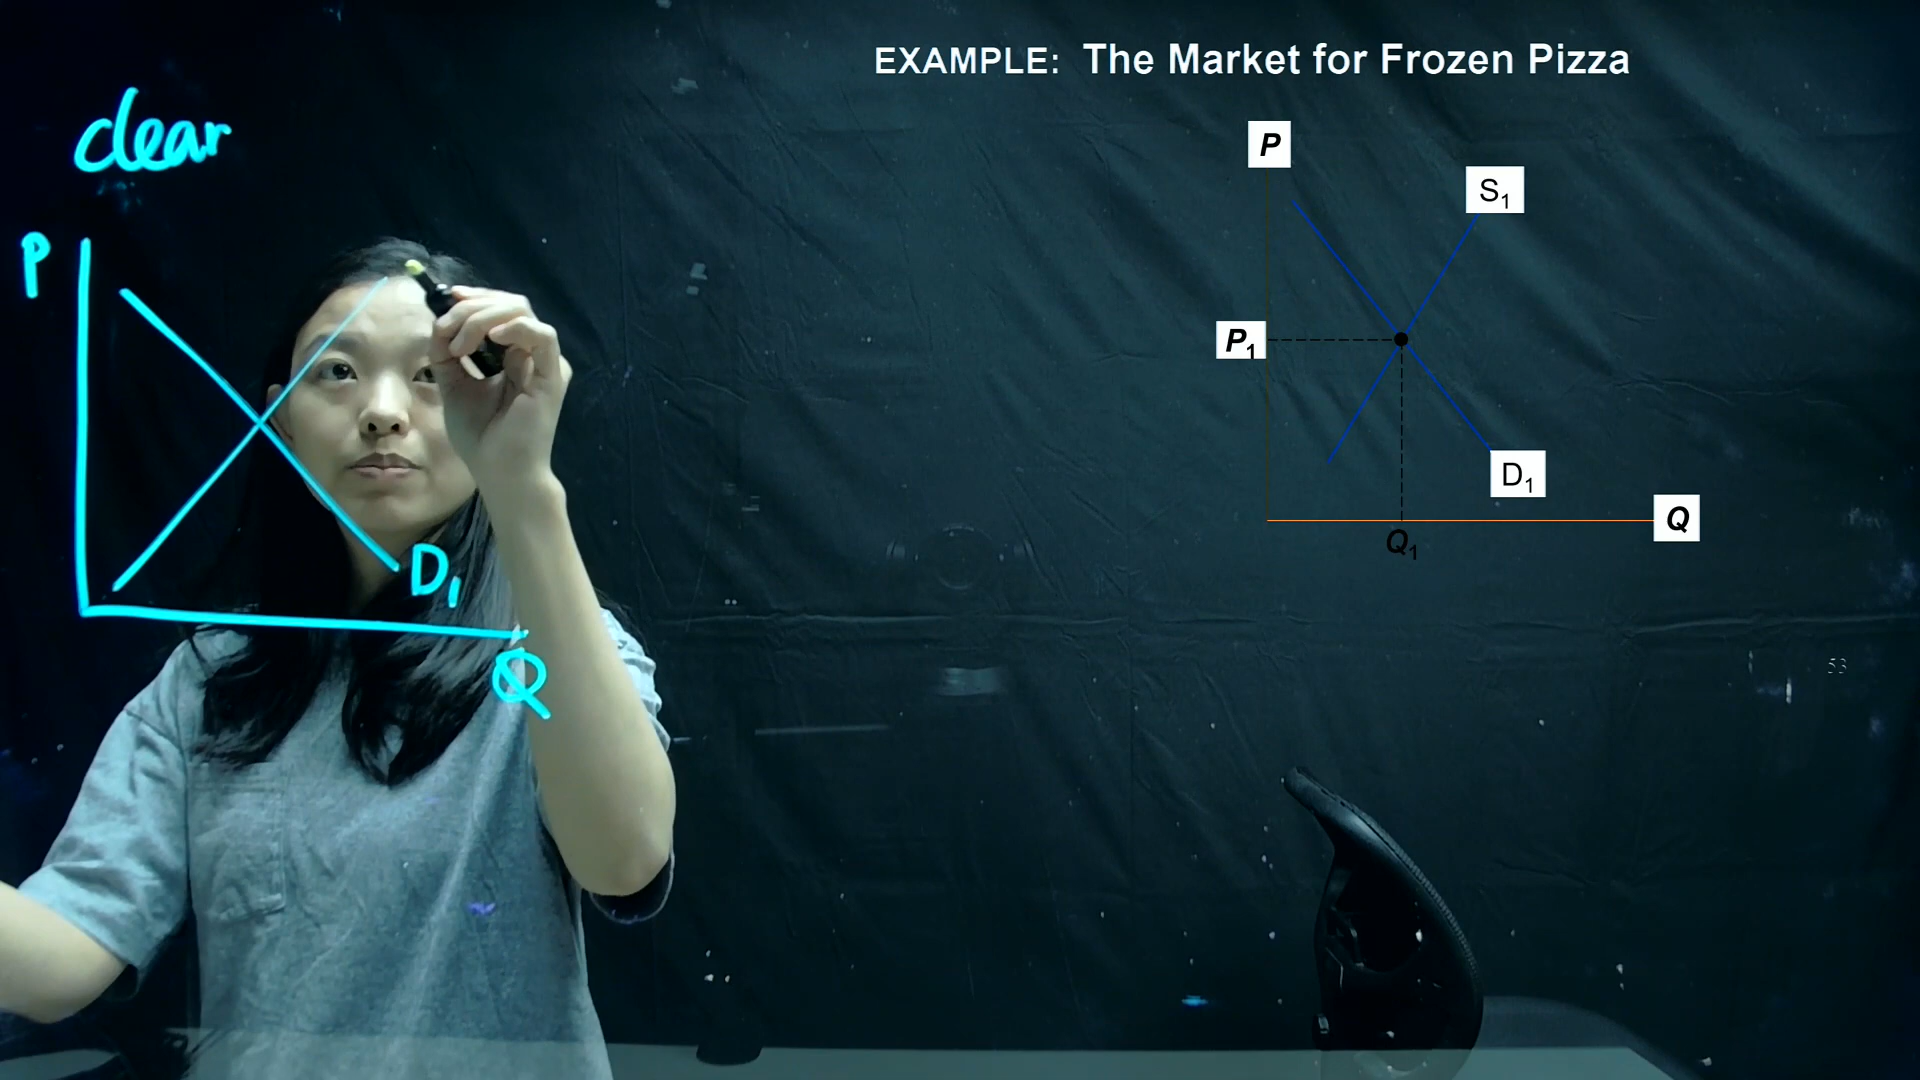 EXAMPLE: The Market for Frozen Pizza
clear
P
D₁
Q
P
S₁
P₁
D₁
Q
Q₁
53